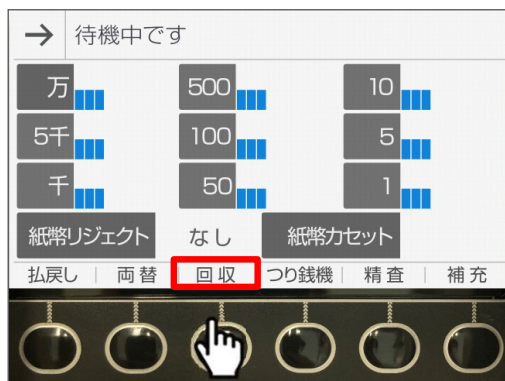 → 待機中です
万 500 10
5千 100 5
千 50 1
紙幣リジェクト なし 紙幣カセット
払戻し | 両替 | 回収 | つり銭機 | 精査 | 補充